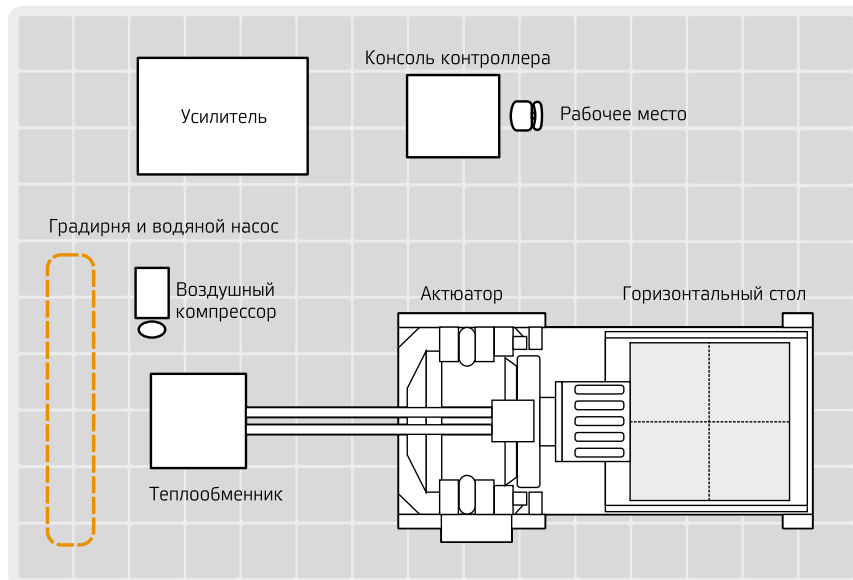 Консоль контроллера
Усилитель
Рабочее место
Градирня и водяной насос
Воздушный
компрессор
Актюатор
Горизонтальный стол
Теплообменник